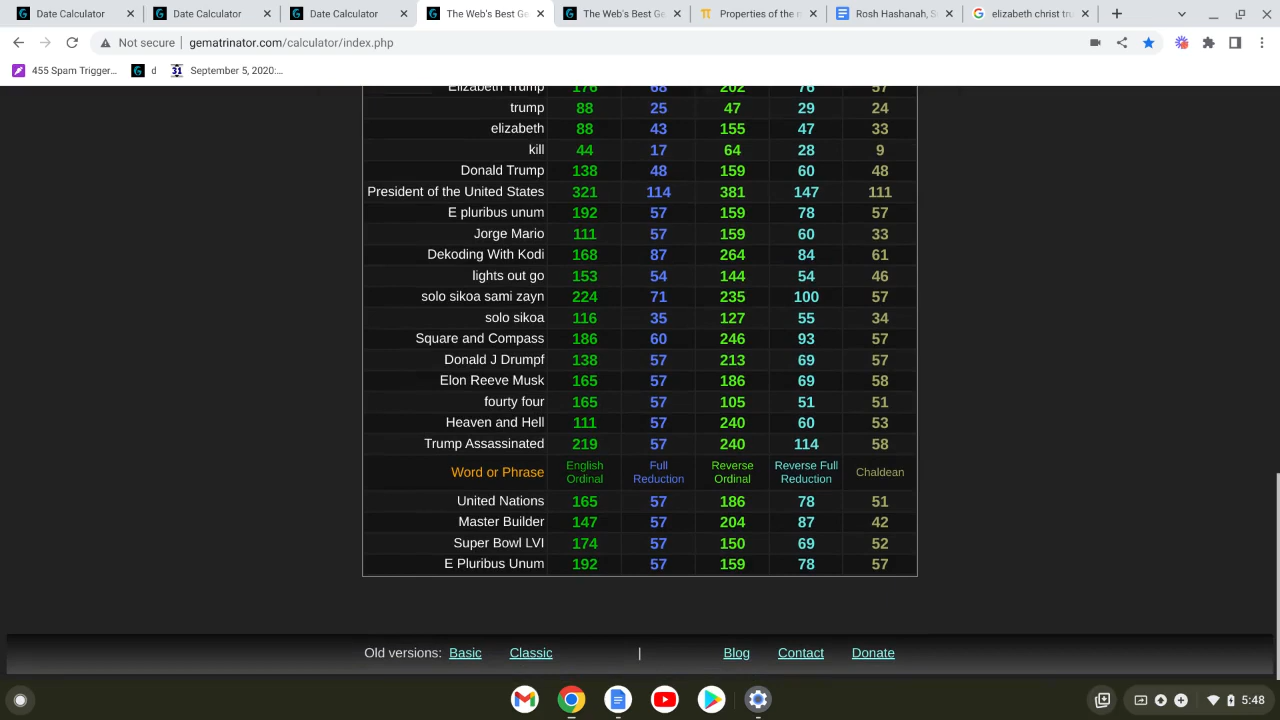 Date Calculator
Date Calculator
Date Calculator
The Web's Best Ge
The Web's Best Ge
Properties of the
Rosh Hashanah, S
elizabeth christ tru
Not secure | gematrinator.com/calculator/index.php
455 Spam Trigger...
d
31
September 5, 2020:...
Elizabeth Trump 176 68 202 76 57
trump 88 25 47 29 24
elizabeth 88 43 155 47 33
kill 44 17 64 28 9
Donald Trump 138 48 159 60 48
President of the United States 321 114 381 147 111
E pluribus unum 192 57 159 78 57
Jorge Mario 111 57 159 60 33
Dekoding With Kodi 168 87 264 84 61
lights out go 153 54 144 54 46
solo sikoa sami zayn 224 71 235 100 57
solo sikoa 116 35 127 55 34
Square and Compass 186 60 246 93 57
Donald J Drumpf 138 57 213 69 57
Elon Reeve Musk 165 57 186 69 58
fourty four 165 57 105 51 51
Heaven and Hell 111 57 240 60 53
Trump Assassinated 219 57 240 114 58
Word or Phrase English Ordinal Full Reduction Reverse Ordinal Reverse Full Reduction Chaldean
United Nations 165 57 186 78 51
Master Builder 147 57 204 87 42
Super Bowl LVI 174 57 150 69 52
E Pluribus Unum 192 57 159 78 57
Old versions: Basic Classic | Blog Contact Donate
5:48